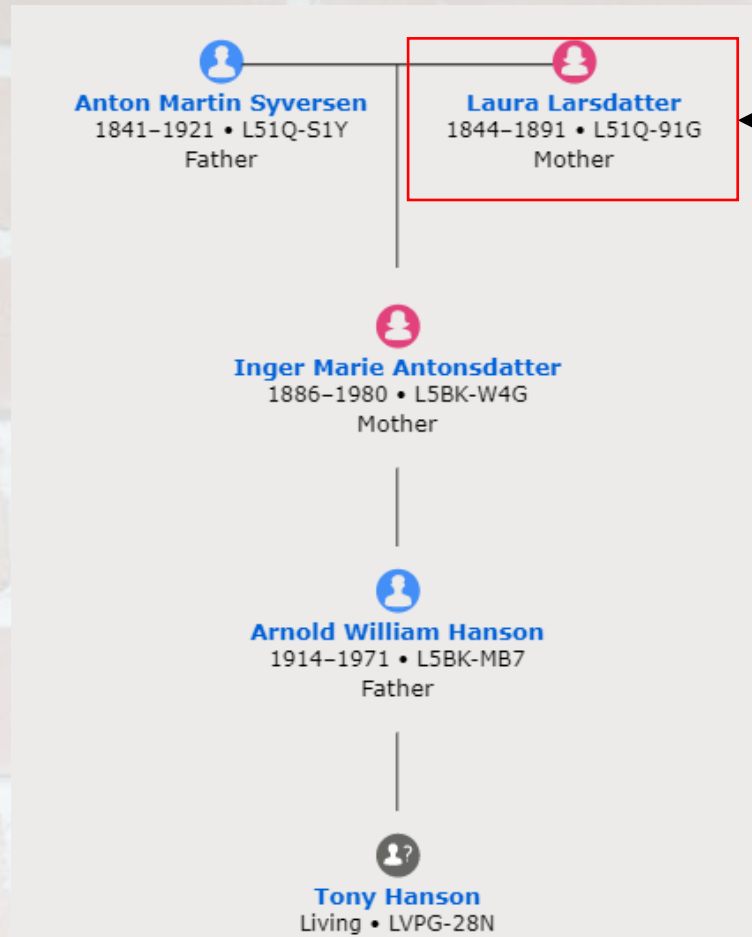 Anton Martin Syversen
1841–1921 • L51Q-S1Y
Father
Laura Larsdatter
1844–1891 • L51Q-91G
Mother
Inger Marie Antonsdatter
1886–1980 • L5BK-W4G
Mother
Arnold William Hanson
1914–1971 • L5BK-MB7
Father
?
Tony Hanson
Living • LVPG-28N